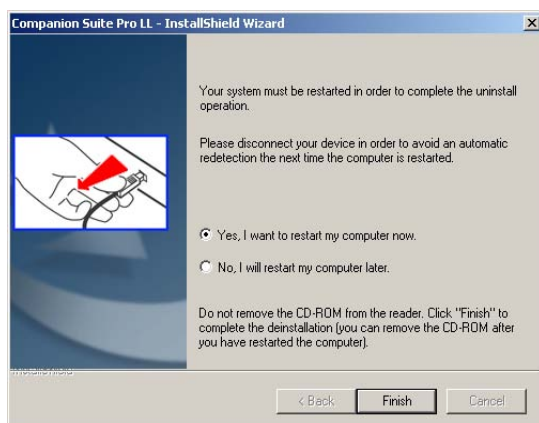 Companion Suite Pro LL - InstallShield Wizard
Your system must be restarted in order to complete the uninstall
operation.
Please disconnect your device in order to avoid an automatic
redetection the next time the computer is restarted.
Yes, I want to restart my computer now.
No, I will restart my computer later.
Do not remove the CD-ROM from the reader. Click "Finish" to
complete the deinstallation (you can remove the CD-ROM after
you have restarted the computer).
InstallShield
< Back
Finish
Cancel